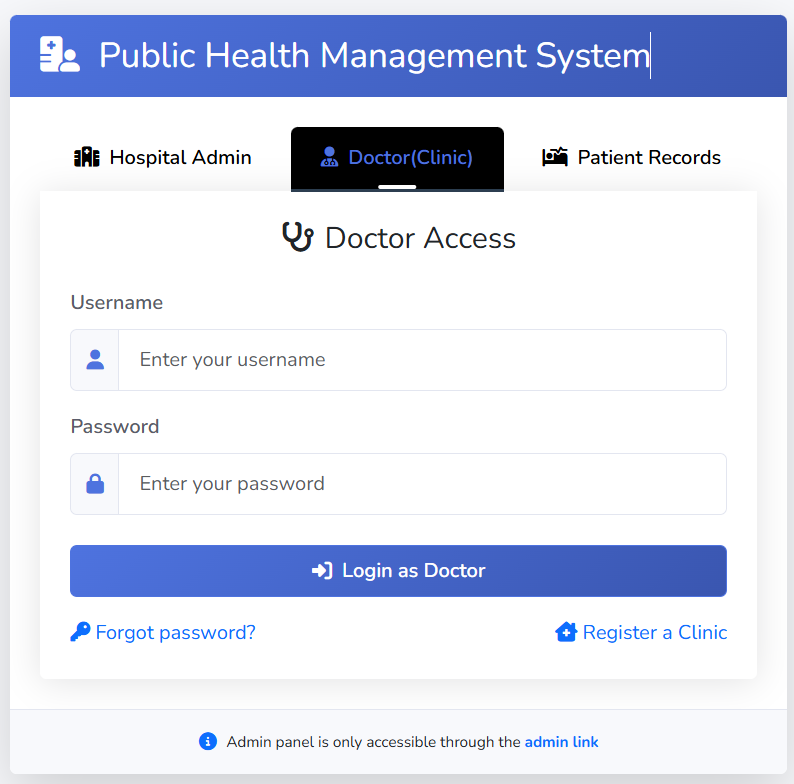 Public Health Management System
Hospital Admin Doctor(Clinic) Patient Records
Doctor Access
Username
Enter your username
Password
Enter your password
Login as Doctor
Forgot password? Register a Clinic
Admin panel is only accessible through the admin link